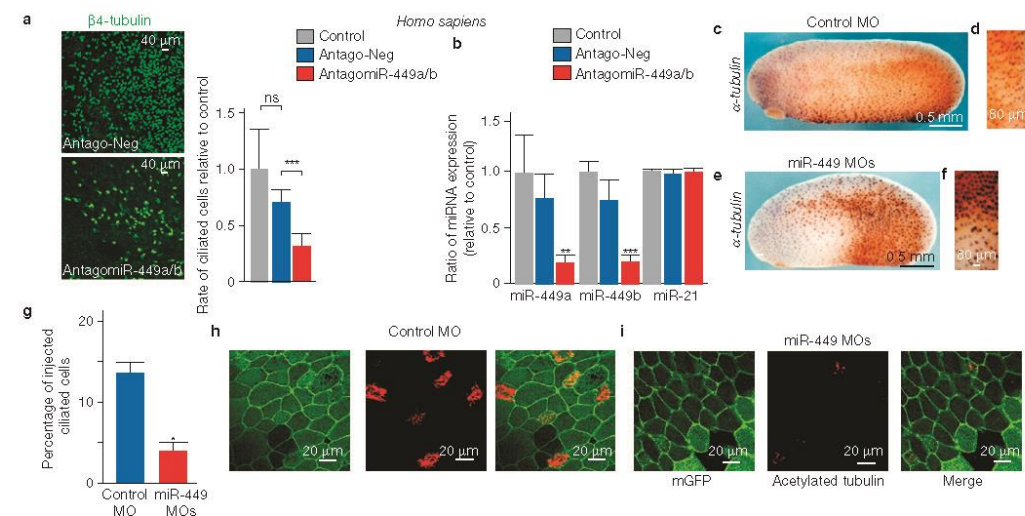 a
β4-tubulin
40 μm
Antago-Neg
40 μm
AntagomiR-449a/b
Homo sapiens
Control
Antago-Neg
AntagomiR-449a/b
Rate of ciliated cells relative to control
1.5
1.0
0.5
0
ns
***
b
Control
Antago-Neg
AntagomiR-449a/b
Ratio of miRNA expression
(relative to control)
1.5
1.0
0.5
0
**
***
miR-449a miR-449b miR-21
c
Control MO
α-tubulin
0.5 mm
d
80 μm
miR-449 MOs
e
α-tubulin
0.5 mm
f
80 μm
g
Percentage of injected
ciliated cells
20
10
0
*
Control
MO
miR-449
MOs
h
Control MO
20 μm
20 μm
20 μm
i
miR-449 MOs
20 μm
20 μm
20 μm
mGFP
Acetylated tubulin
Merge